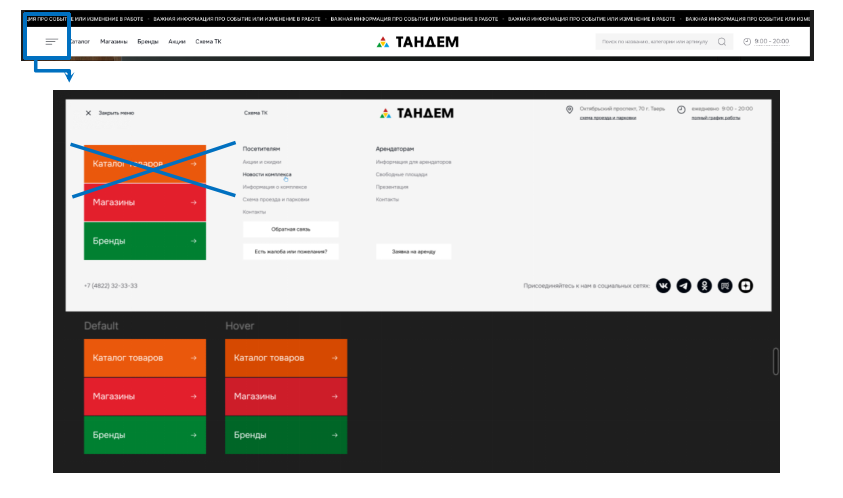 ЦИЯ ПРО СОБЫТИЕ ИЛИ ИЗМЕНЕНИЕ В РАБОТЕ · ВАЖНАЯ ИНФОРМАЦИЯ ПРО СОБЫТИЕ ИЛИ ИЗМЕНЕНИЕ В РАБОТЕ · ВАЖНАЯ ИНФОРМАЦИЯ ПРО СОБЫТИЕ ИЛИ ИЗМЕНЕНИЕ В РАБОТЕ · ВАЖНАЯ ИНФОРМАЦИЯ ПРО СОБЫТИЕ ИЛИ ИЗМЕНЕНИЕ В РАБОТЕ · ВАЖНАЯ ИНФОРМАЦИЯ ПРО СОБЫТИЕ ИЛИ ИЗМЕ
Каталог Магазины Бренды Акции Схема ТК ТАНДЕМ Поиск по названию, категории или артикулу 9:00 - 20:00
Закрыть меню Схема ТК ТАНДЕМ Октябрьский проспект, 70 г. Тверь ежедневно 9:00 - 20:00
схема проезда и парковки полный график работы
Посетителям Арендаторам
Каталог товаров
Акции и скидки Информация для арендаторов
Новости комплекса Свободные площади
Информация о комплексе Презентация
Магазины
Схема проезда и парковки Контакты
Контакты
Обратная связь
Бренды
Есть жалоба или пожелания? Заявка на аренду
+7 (4822) 32-33-33 Присоединяйтесь к нам в социальных сетях:
Default Hover
Каталог товаров Каталог товаров
Магазины Магазины
Бренды Бренды